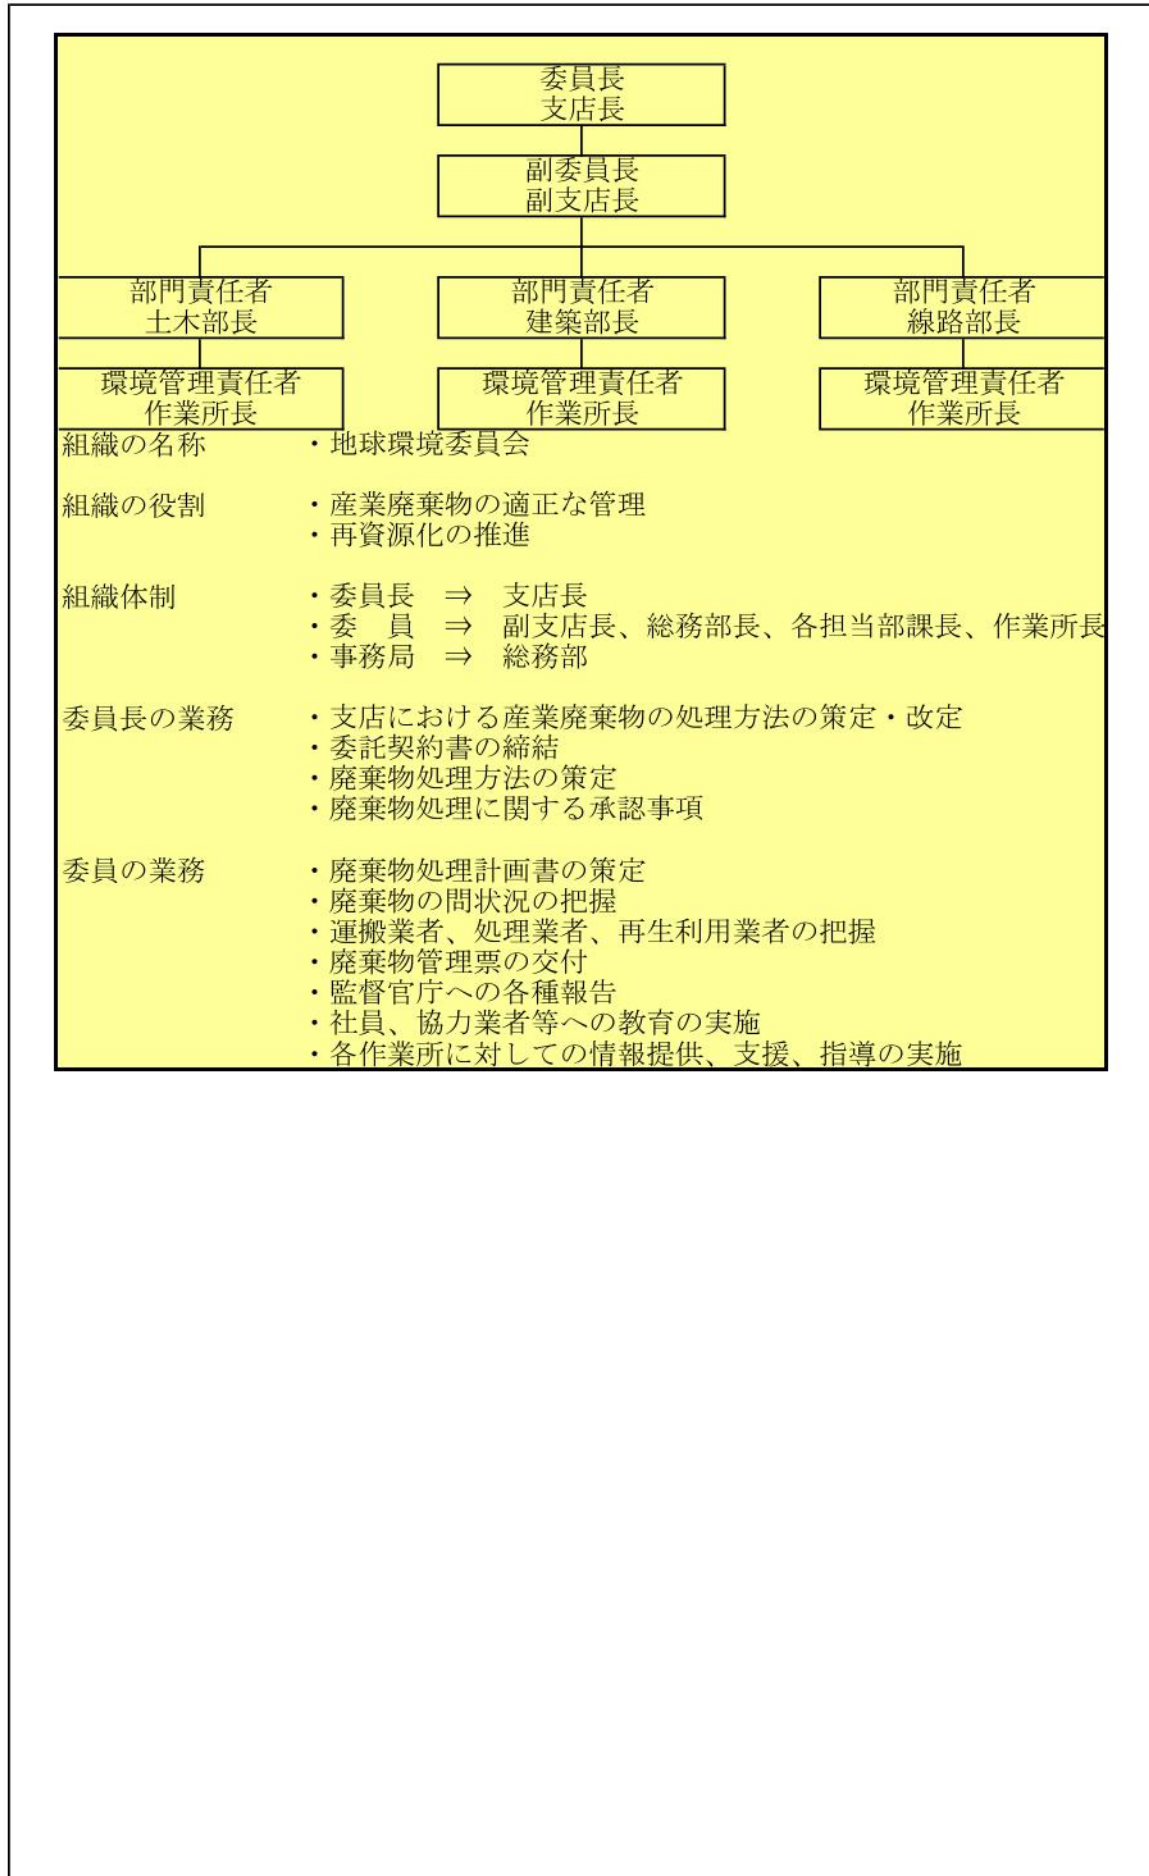 委員長
支店長
副委員長
副支店長
部門責任者 部門責任者 部門責任者
土木部長 建築部長 線路部長
環境管理責任者 環境管理責任者 環境管理責任者
作業所長 作業所長 作業所長
組織の名称 ・地球環境委員会
組織の役割 ・産業廃棄物の適正な管理
・再資源化の推進
組織体制 ・委員長 ⇒ 支店長
・委 員 ⇒ 副支店長、総務部長、各担当部課長、作業所長
・事務局 ⇒ 総務部
委員長の業務 ・支店における産業廃棄物の処理方法の策定・改定
・委託契約書の締結
・廃棄物処理方法の策定
・廃棄物処理に関する承認事項
委員の業務 ・廃棄物処理計画書の策定
・廃棄物の問状況の把握
・運搬業者、処理業者、再生利用業者の把握
・廃棄物管理票の交付
・監督官庁への各種報告
・社員、協力業者等への教育の実施
・各作業所に対しての情報提供、支援、指導の実施